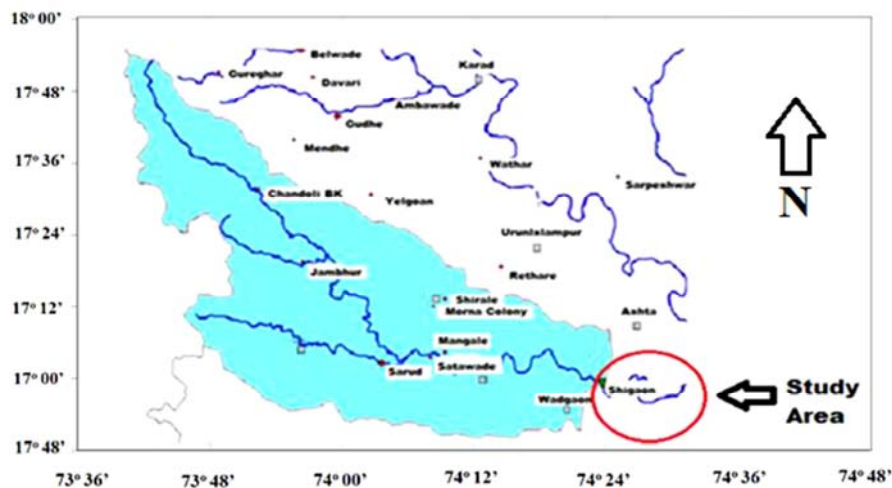 18° 00’
17° 48’
17° 36’
17° 24’
17° 12’
17° 00’
17° 48’
Belwade
Gureghar
Davari
Karad
Ambawade
Gudhe
Mendhe
Wathar
Sarpeshwar
Chandoli BK
Yelgoan
Urunislampur
Jambhur
Rethare
Shirale
Morna Colony
Ashta
Mangale
Sarud
Satawade
Wadgaon
Shigaon
N
Study
Area
73° 36’ 73° 48’ 74° 00’ 74° 12’ 74° 24’ 74° 36’ 74° 48’